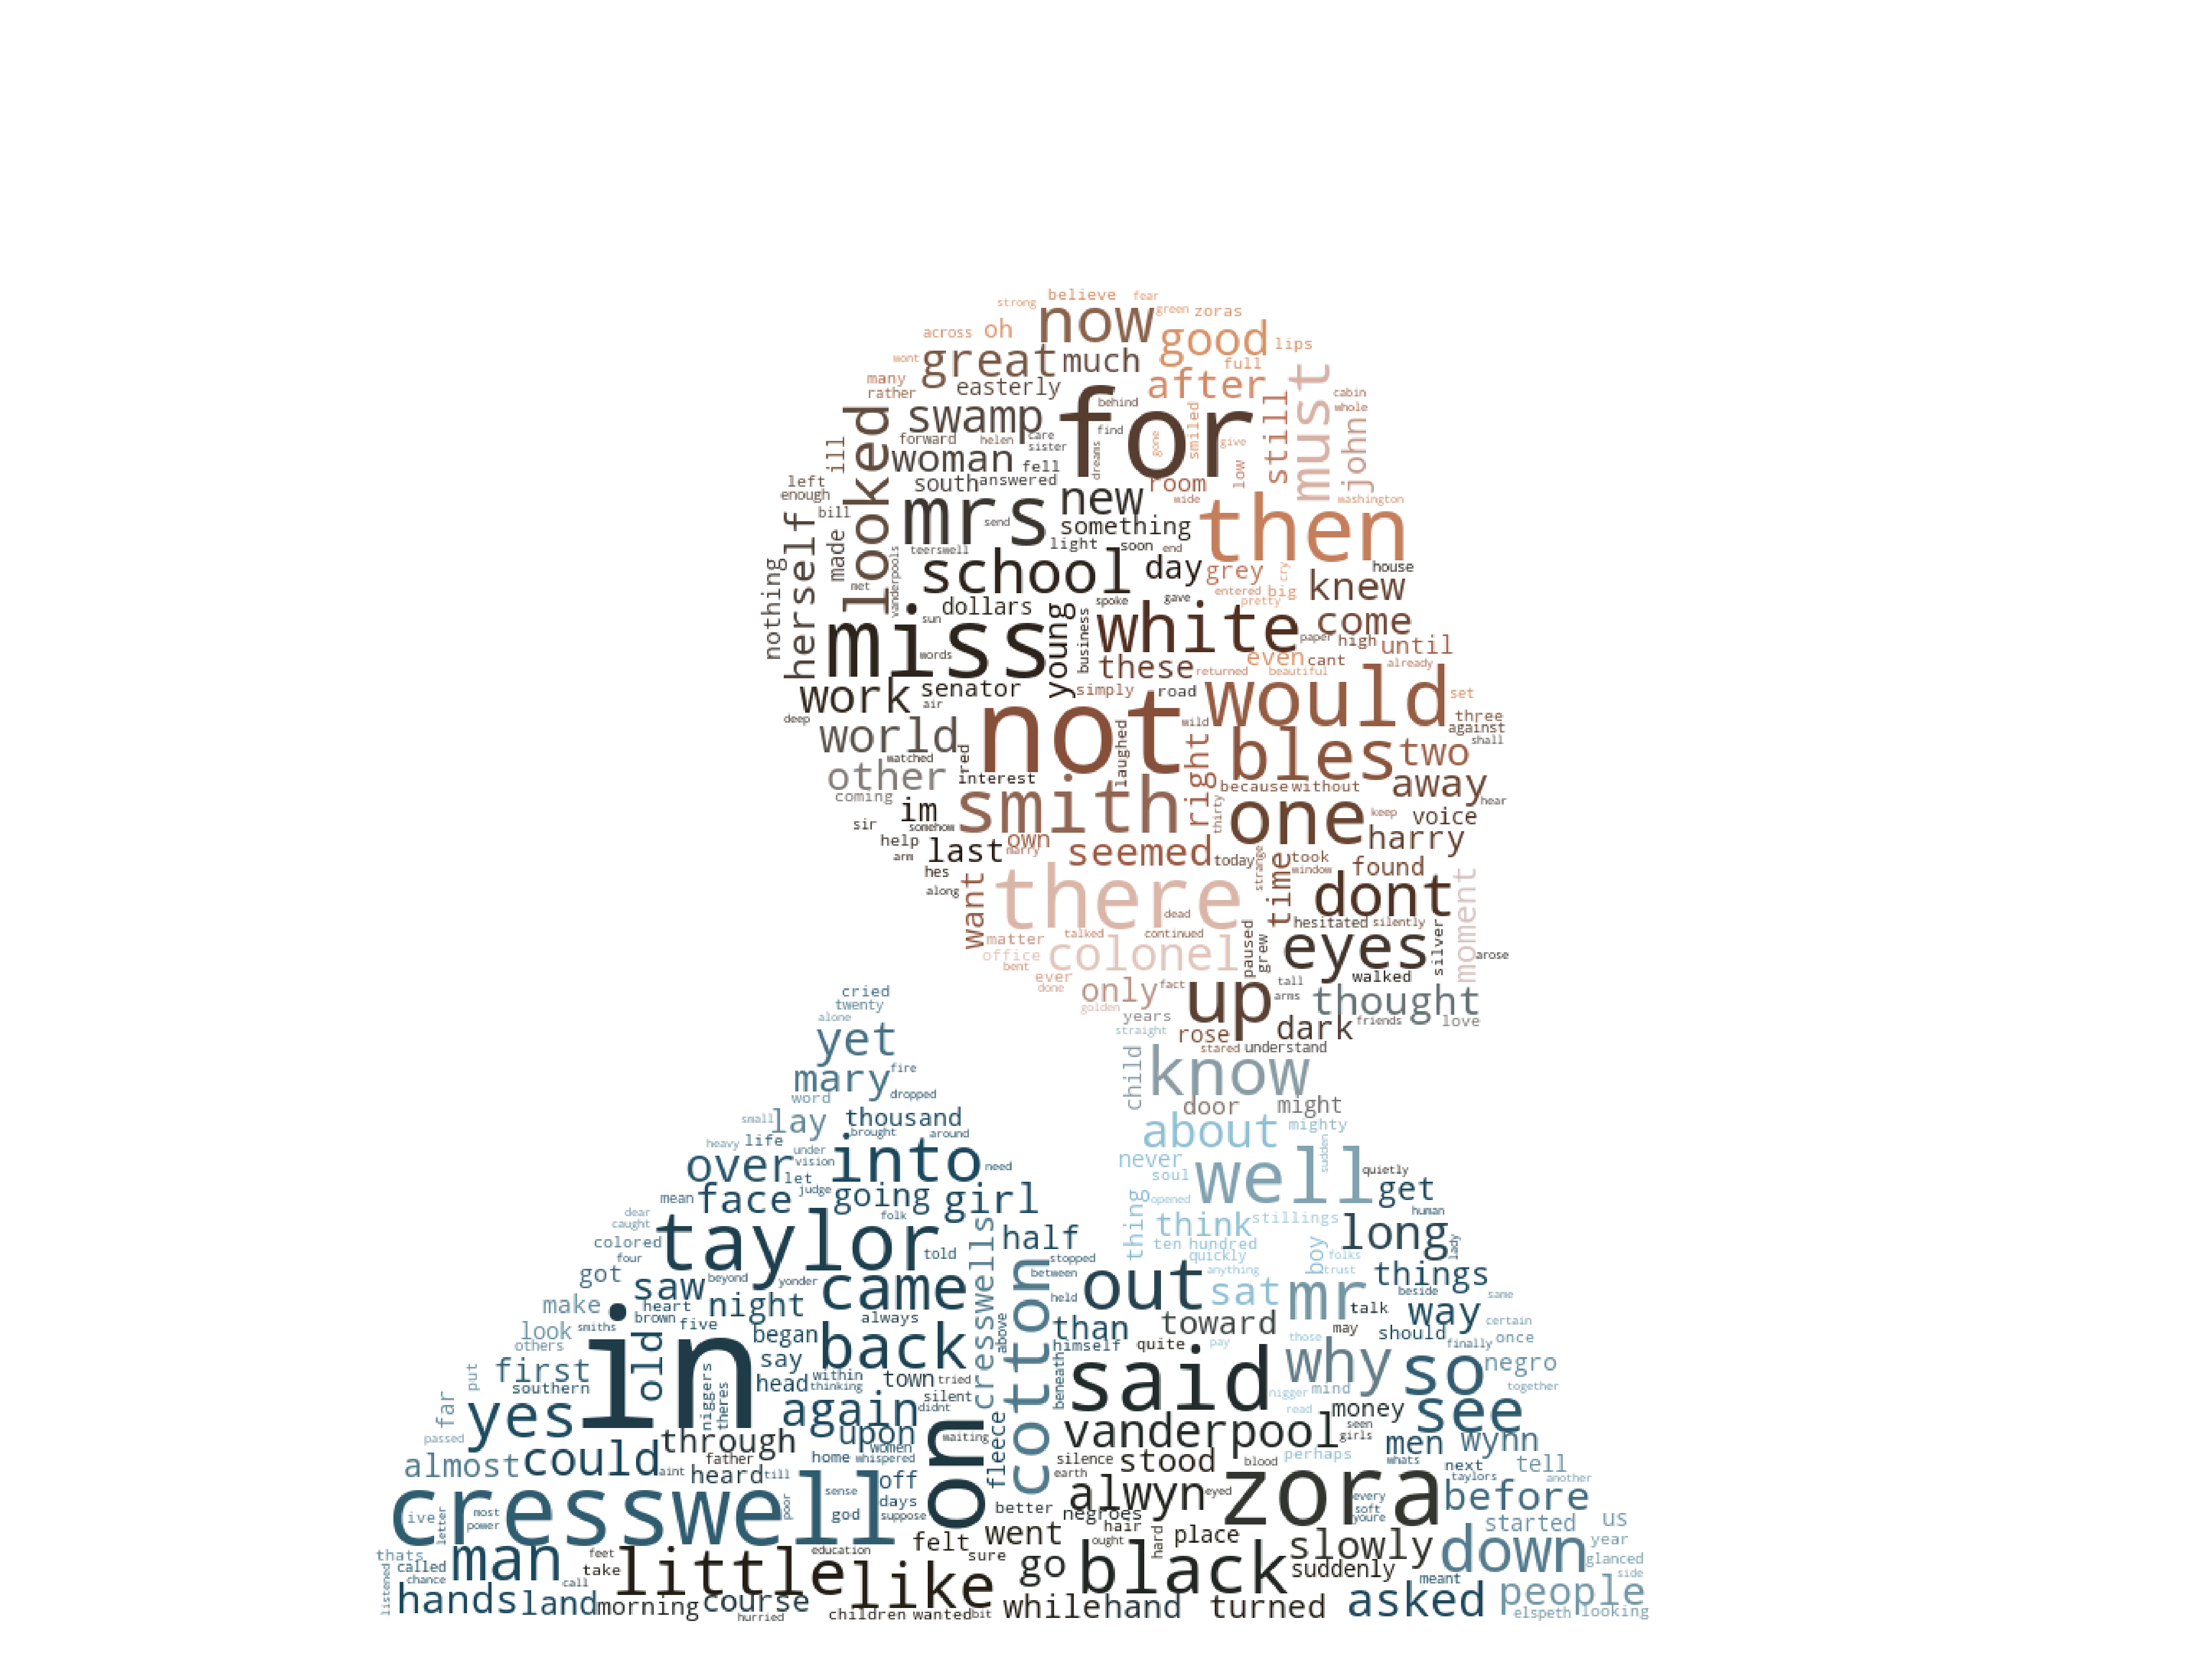 believe fear
strong now green zoras
across oh good lips
wont great much full
many easterly after must cabin
rather swamp for behind still whole
looked forward helen care smiled john
ill woman sister find gone give
left south answered fell dreams room low
enough mrs new wide washington
bill send something then
herself made teerswell light soon end
nothing met vanderpools school day grey cry house
dollars spoke gave entered big knew
miss sun young business white pretty come
words these paper high until
work senator simply road returned even cant already
deep air beautiful would set
world not wild three
watched red laughed right bles two against
other interest because without away shall
coming im smith thirty one keep voice hear
sir somehow harry
help last own seemed today took found
arm marry strange window
hes want there time dont moment
along dead hesitated silently
matter talked continued paused eyes silver
office colonel grew arose
bent ever only fact tall walked
cried done up arms thought
twenty golden years dark friends love
alone straight rose
yet stared understand
mary fire child know
word dropped door might
small lay thousand about mighty
heavy life brought around never sudden
under over vision into need soul well quietly
let
mean face judge going girl thing opened get
dear folk cresswells think stillings human
caught taylor half long
colored told ten hundred boy lady
four stopped quickly folks
got saw beyond yonder came between out anything trust things
make heart night cotton held sat mr beside same
look smiths brown five always above than toward talk way certain
others old began back himself quite may should once
in say pay those finally
first head within town beneath said why so negro
put southern niggers thinking tried nigger mind together
far theres again silent read see
yes didnt vanderpool money
passed through upon on waiting seen men wynn
could father women fleece silence stood girls whats
almost aint heard till home whispered earth blood perhaps next tell
off taylors another
cresswell poor sense days alwyn eyed zora every before
ive letter most god suppose better negroes soft started us
power felt went hair place youre year
thats man feet education sure ought hard slowly down
called take little like go black suddenly glanced
listened chance call meant side
hands land morning course while hand turned asked people
hurried children wanted bit elspeth looking